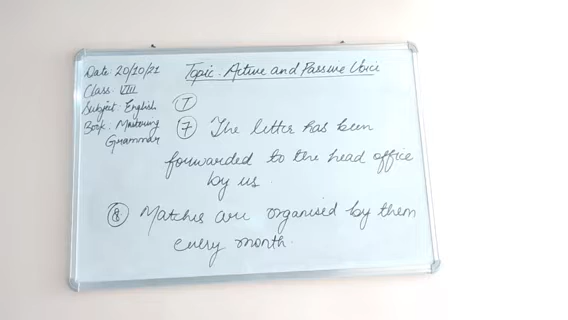 Date: 20/10/21
Topic: Active and Passive Voice
Class: VIII
Subject: English
Book: Mastering
Grammar
I
7 The letter has been
forwarded to the head office
by us.
8 Matches are organised by them
every month.